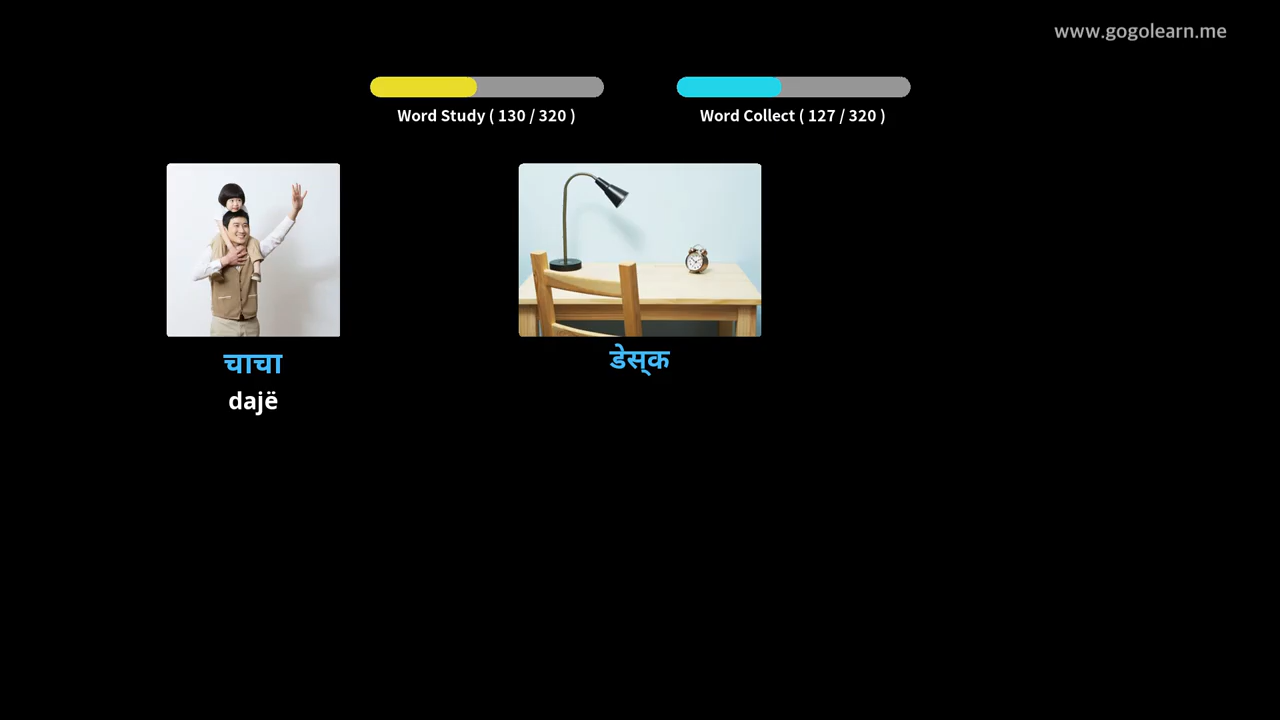 www.gogolearn.me
Word Study ( 130 / 320 )
Word Collect ( 127 / 320 )
चाचा
dajë
डेस्‌क